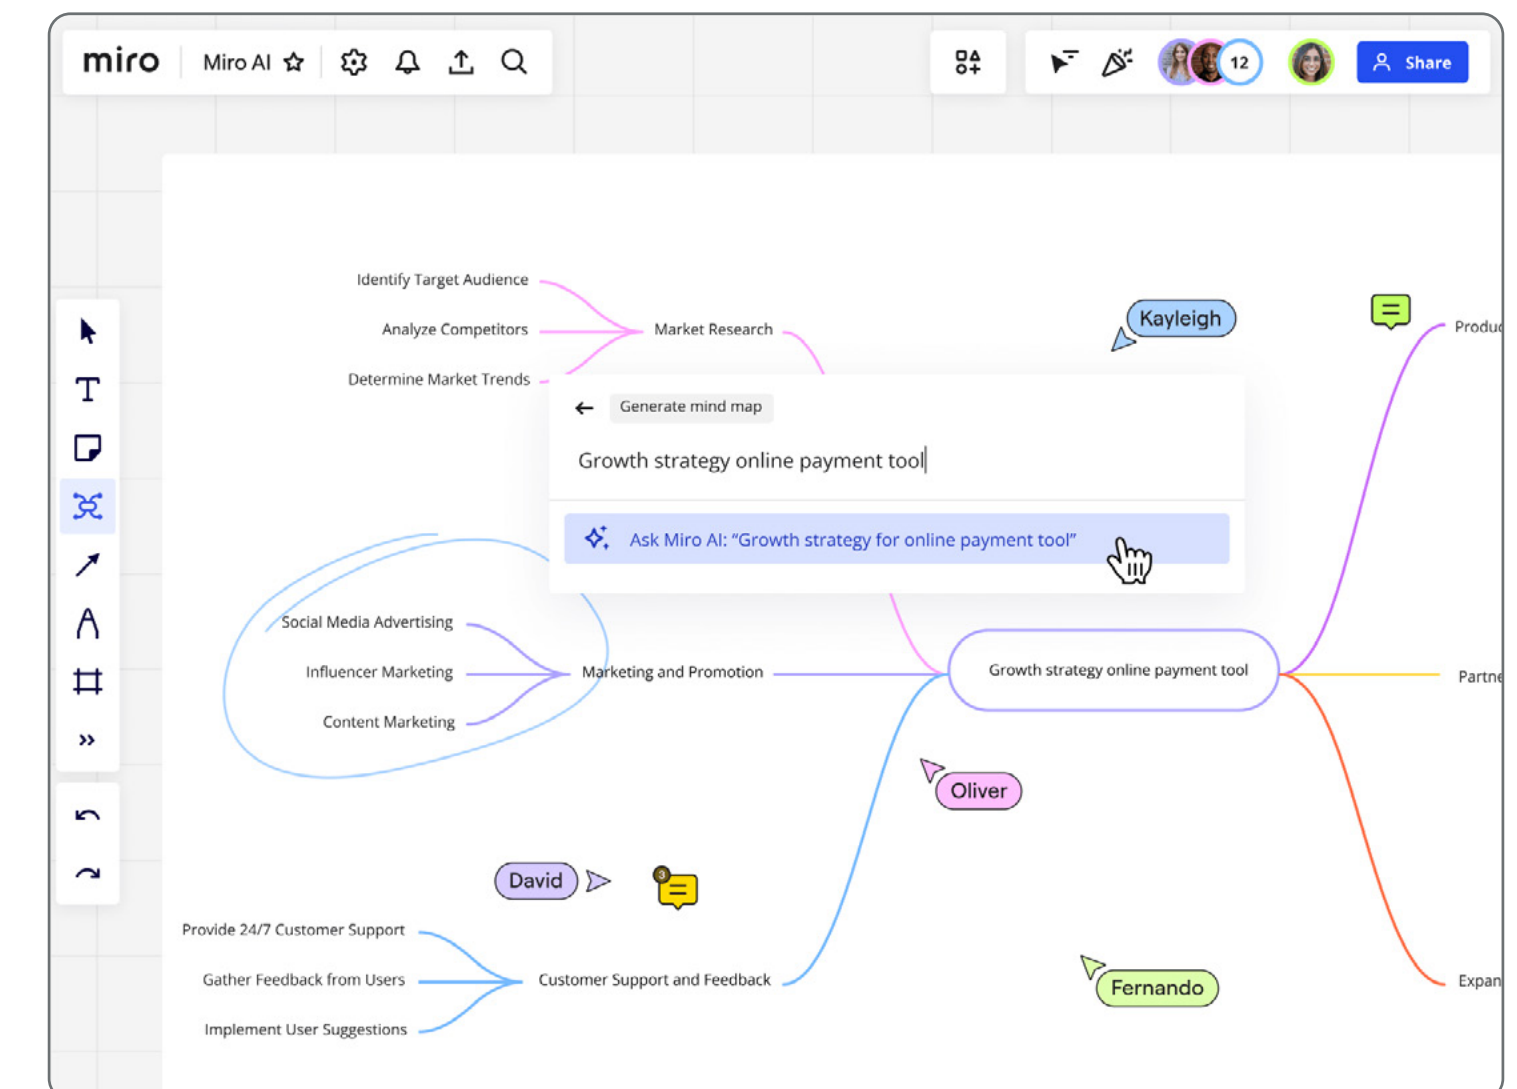 miro
Miro AI
12
Share
Identify Target Audience
Analyze Competitors
Market Research
Determine Market Trends
Kayleigh
Produc
Generate mind map
Growth strategy online payment tool
Ask Miro AI: “Growth strategy for online payment tool”
Social Media Advertising
Influencer Marketing
Marketing and Promotion
Content Marketing
Growth strategy online payment tool
Partne
Oliver
David
3
Provide 24/7 Customer Support
Gather Feedback from Users
Customer Support and Feedback
Implement User Suggestions
Fernando
Expan